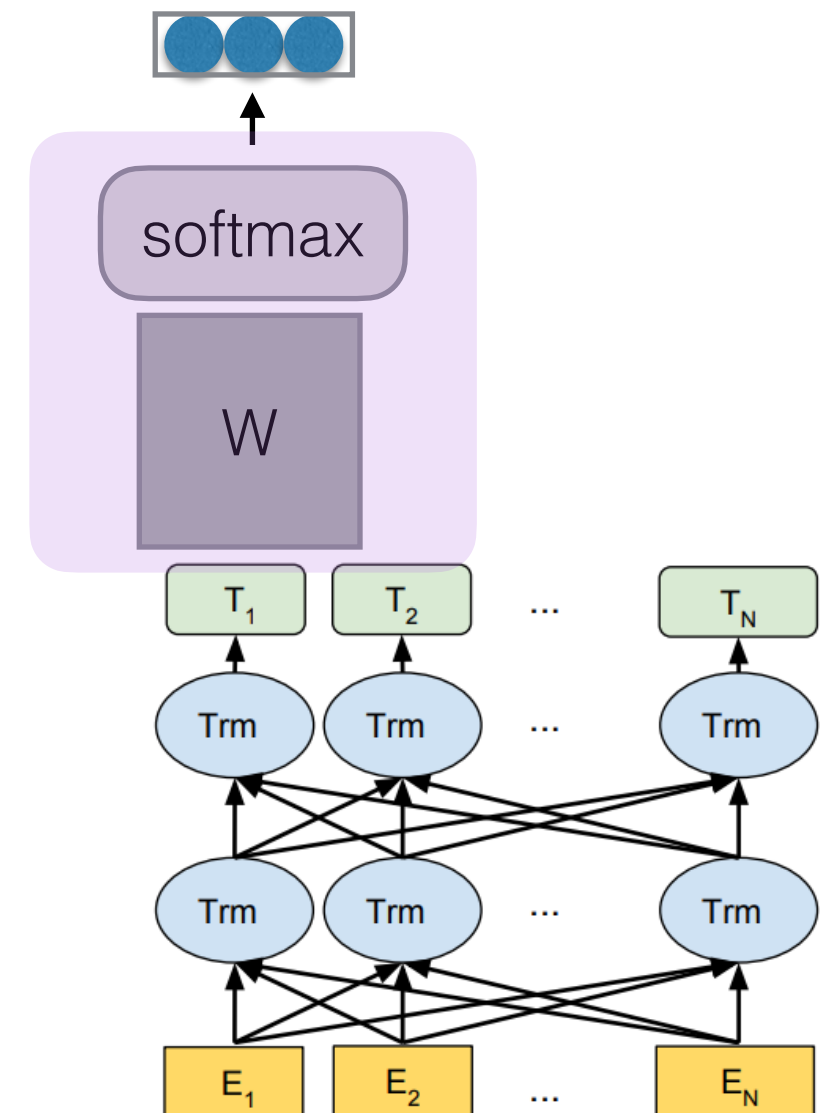 softmax
W
T1 T2 ... TN
Trm Trm ... Trm
Trm Trm ... Trm
E1 E2 ... EN